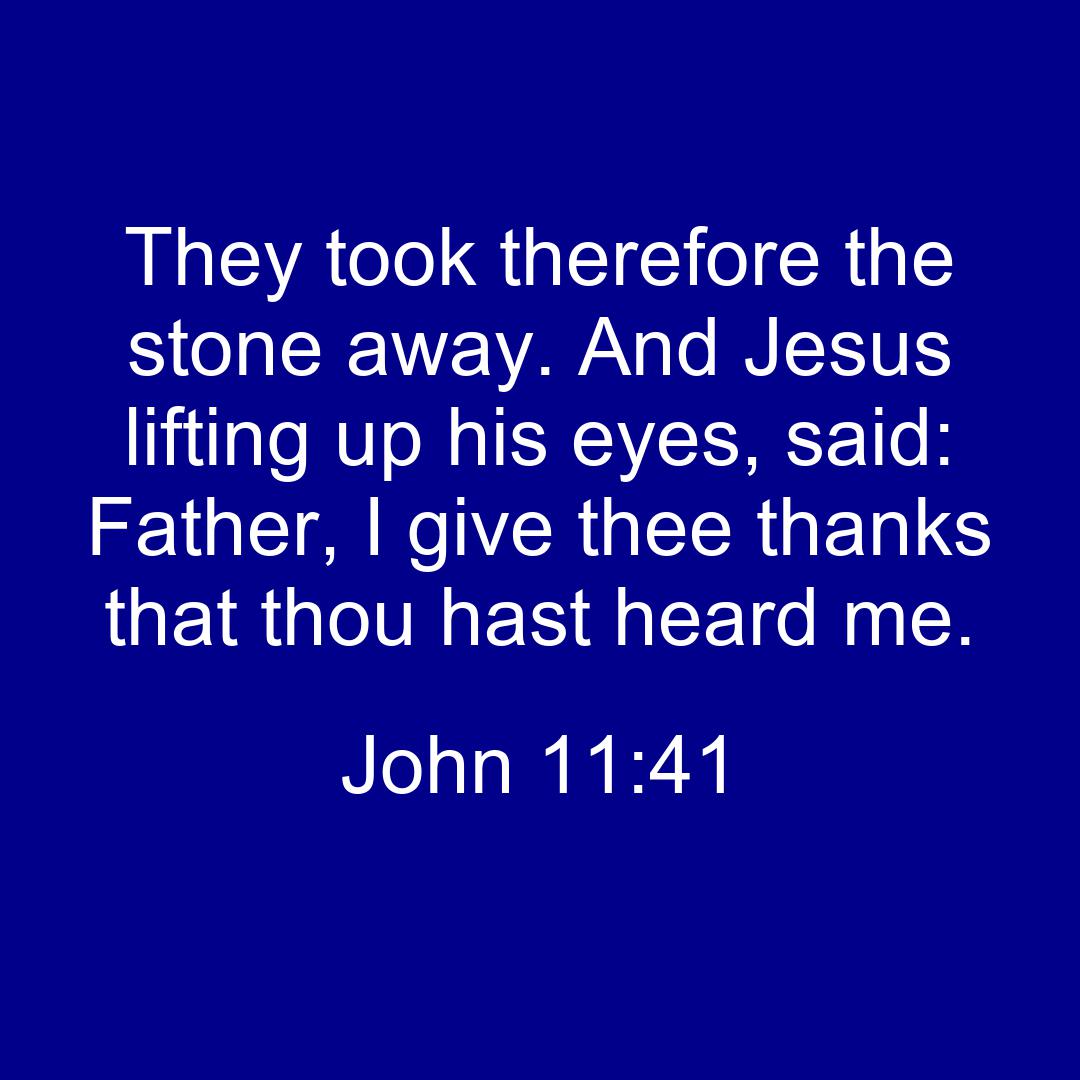 They took therefore the
stone away. And Jesus
lifting up his eyes, said:
Father, I give thee thanks
that thou hast heard me.
John 11:41